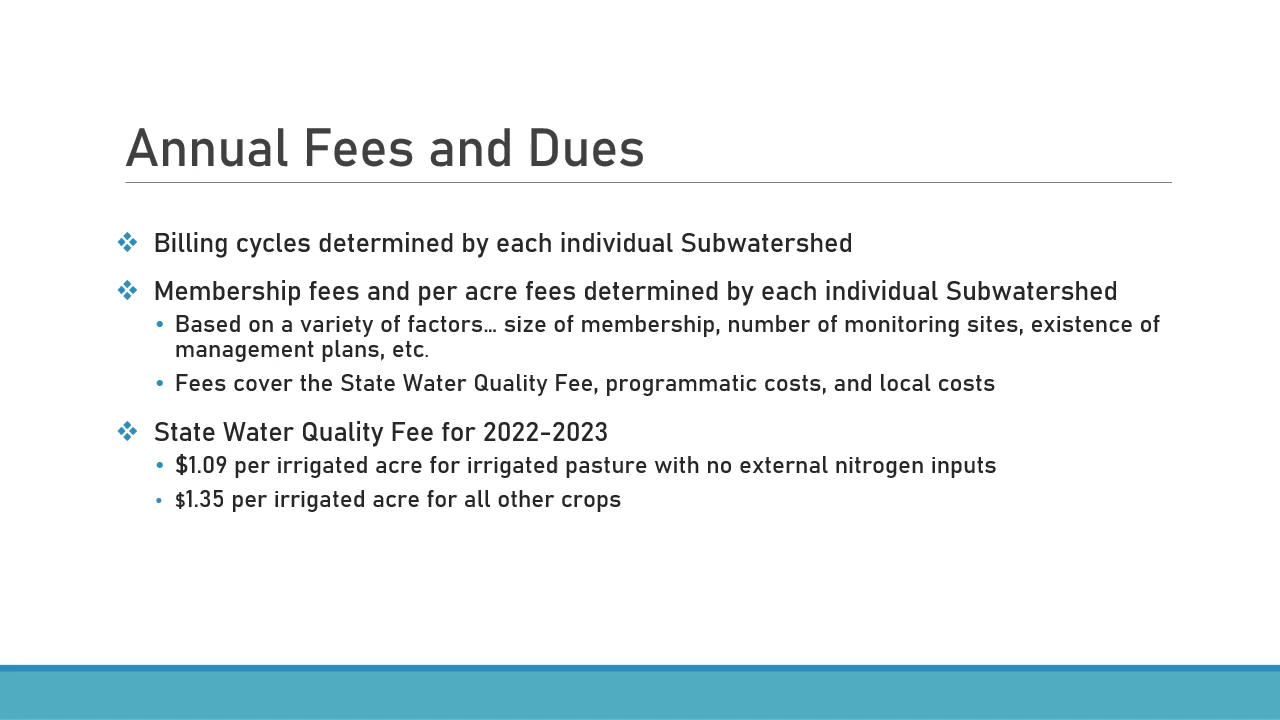 Annual Fees and Dues
❖ Billing cycles determined by each individual Subwatershed
❖ Membership fees and per acre fees determined by each individual Subwatershed
• Based on a variety of factors… size of membership, number of monitoring sites, existence of
management plans, etc.
• Fees cover the State Water Quality Fee, programmatic costs, and local costs
❖ State Water Quality Fee for 2022-2023
• $1.09 per irrigated acre for irrigated pasture with no external nitrogen inputs
• $1.35 per irrigated acre for all other crops